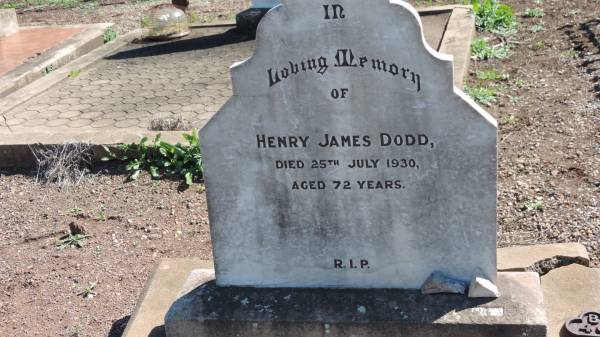 IN
Loving Memory
OF
HENRY JAMES DODD,
DIED 25TH JULY 1930,
AGED 72 YEARS.
R.I.P.